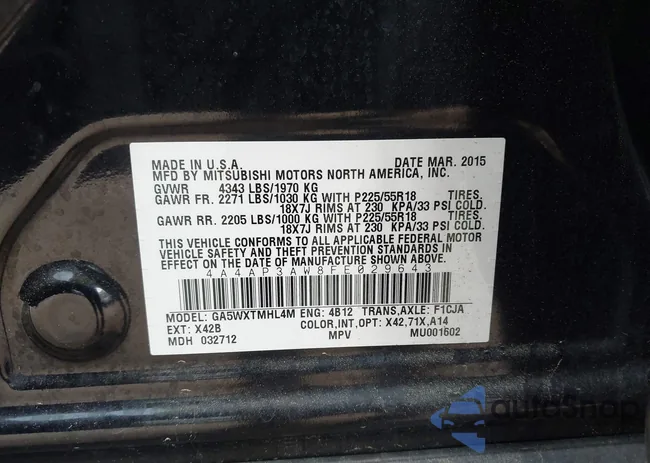 MADE IN U.S.A. DATE MAR. 2015
MFD BY MITSUBISHI MOTORS NORTH AMERICA, INC.
GVWR 4343 LBS/1970 KG
GAWR FR. 2271 LBS/1030 KG WITH P225/55R18 TIRES.
18X7J RIMS AT 230 KPA/33 PSI COLD.
GAWR RR. 2205 LBS/1000 KG WITH P225/55R18 TIRES.
18X7J RIMS AT 230 KPA/33 PSI COLD.
THIS VEHICLE CONFORMS TO ALL APPLICABLE FEDERAL MOTOR
VEHICLE SAFETY AND THEFT PREVENTION STANDARDS IN
EFFECT ON THE DATE OF MANUFACTURE SHOWN ABOVE.
4A4AP3AW8FE029643
MODEL: GA5WXTMHL4M ENG: 4B12 TRANS,AXLE: F1CJA
EXT: X42B COLOR,INT,OPT: X42,71X,A14
MDH 032712 MPV MU001602
autoShop